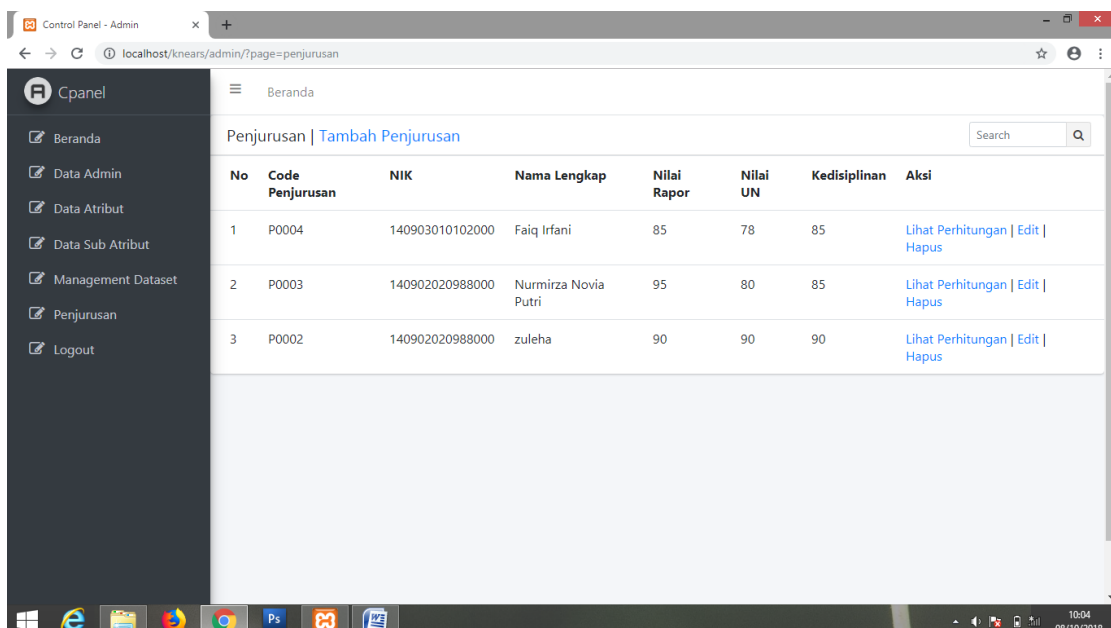 Control Panel - Admin
localhost/knears/admin/?page=penjurusan
Cpanel
Beranda
Beranda
Data Admin
Data Atribut
Data Sub Atribut
Management Dataset
Penjurusan
Logout
Penjurusan | Tambah Penjurusan
Search
No Code NIK Nama Lengkap Nilai Nilai Kedisiplinan Aksi
Penjurusan Rapor UN
1 P0004 140903010102000 Faiq Irfani 85 78 85 Lihat Perhitungan | Edit |
Hapus
2 P0003 140902020988000 Nurmirza Novia 95 80 85 Lihat Perhitungan | Edit |
Putri Hapus
3 P0002 140902020988000 zuleha 90 90 90 Lihat Perhitungan | Edit |
Hapus
Ps
10:04
08/10/2018